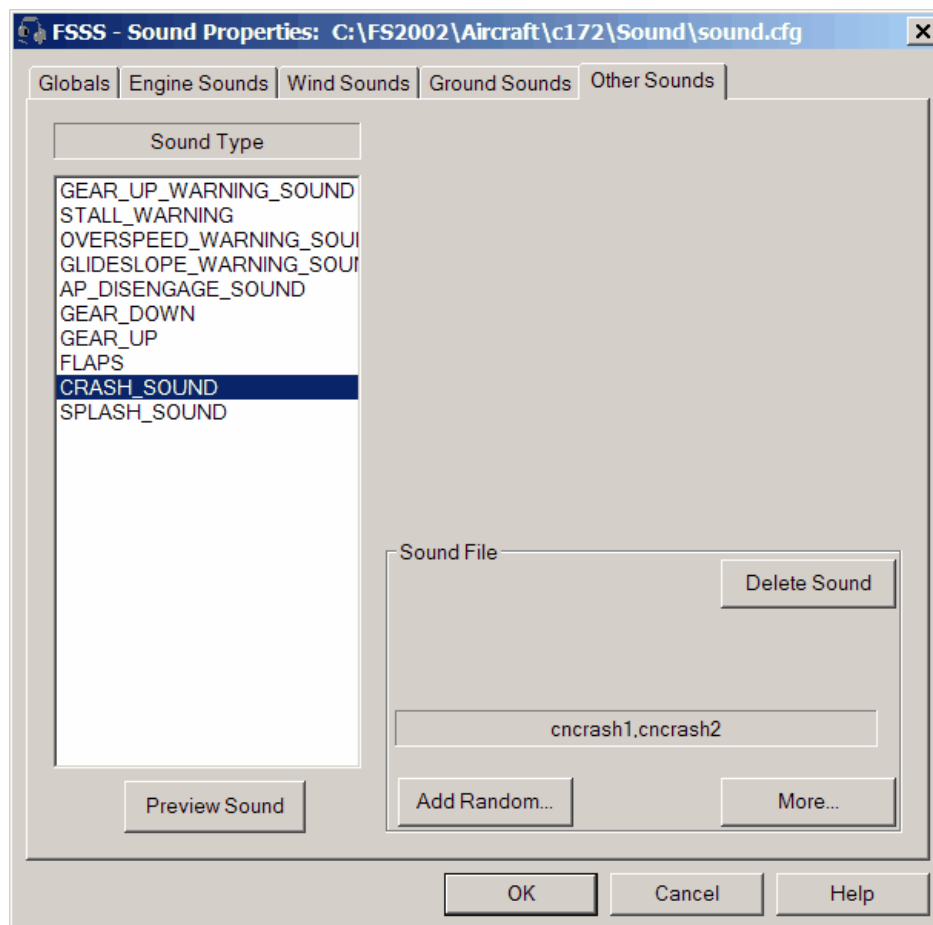 FSSS - Sound Properties: C:\FS2002\Aircraft\c172\Sound\sound.cfg
Globals Engine Sounds Wind Sounds Ground Sounds Other Sounds
Sound Type
GEAR_UP_WARNING_SOUND
STALL_WARNING
OVERSPEED_WARNING_SOU
GLIDESLOPE_WARNING_SOU
AP_DISENGAGE_SOUND
GEAR_DOWN
GEAR_UP
FLAPS
CRASH_SOUND
SPLASH_SOUND
Preview Sound
Sound File
Delete Sound
cncrash1,cncrash2
Add Random... More...
OK Cancel Help